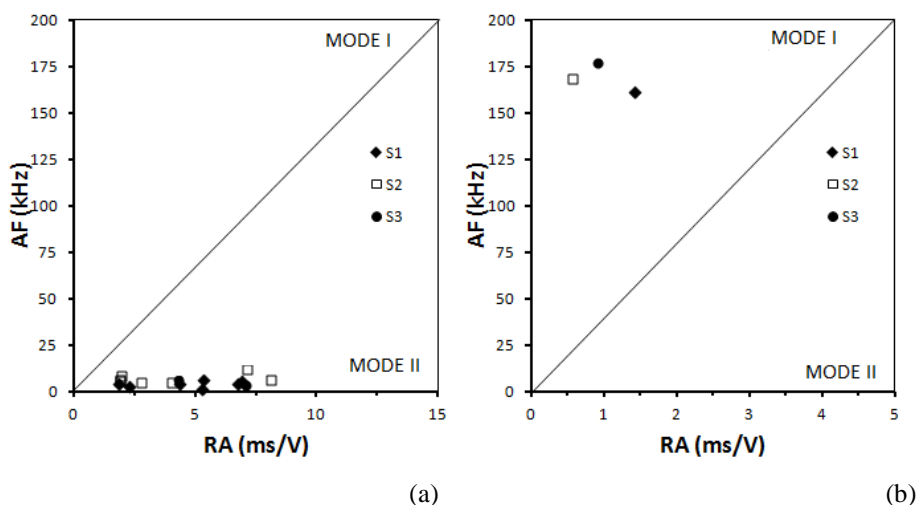 200
175
150
125
100
75
50
25
0
AF (kHz)
MODE I
S1
S2
S3
MODE II
0 5 10 15
RA (ms/V)
(a)
200
175
150
125
100
75
50
25
0
AF (kHz)
MODE I
S1
S2
S3
MODE II
0 1 2 3 4 5
RA (ms/V)
(b)